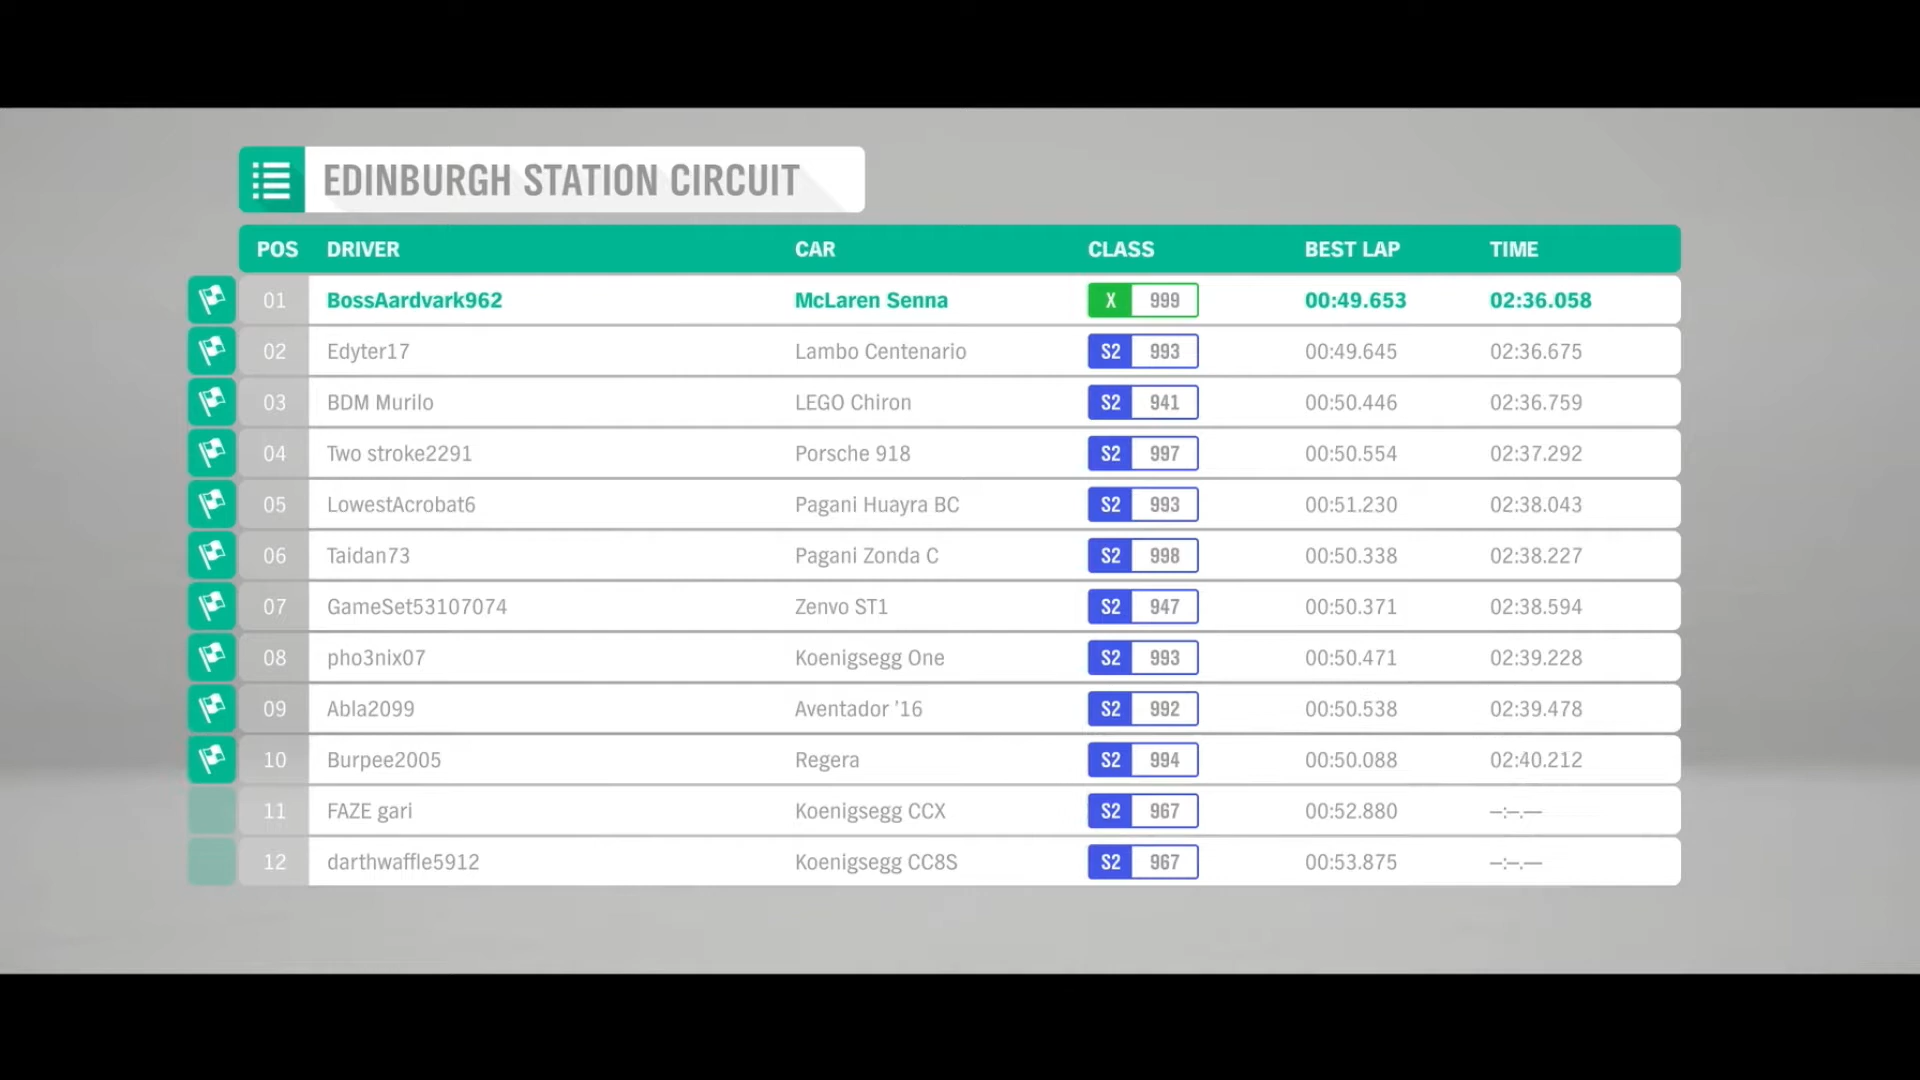 EDINBURGH STATION CIRCUIT
POS DRIVER CAR CLASS BEST LAP TIME
01 BossAardvark962 McLaren Senna X 999 00:49.653 02:36.058
02 Edyter17 Lambo Centenario S2 993 00:49.645 02:36.675
03 BDM Murilo LEGO Chiron S2 941 00:50.446 02:36.759
04 Two stroke2291 Porsche 918 S2 997 00:50.554 02:37.292
05 LowestAcrobat6 Pagani Huayra BC S2 993 00:51.230 02:38.043
06 Taidan73 Pagani Zonda C S2 998 00:50.338 02:38.227
07 GameSet53107074 Zenvo ST1 S2 947 00:50.371 02:38.594
08 pho3nix07 Koenigsegg One S2 993 00:50.471 02:39.228
09 Abla2099 Aventador '16 S2 992 00:50.538 02:39.478
10 Burpee2005 Regera S2 994 00:50.088 02:40.212
11 FAZE gari Koenigsegg CCX S2 967 00:52.880 –:–.––
12 darthwaffle5912 Koenigsegg CC8S S2 967 00:53.875 –:–.––